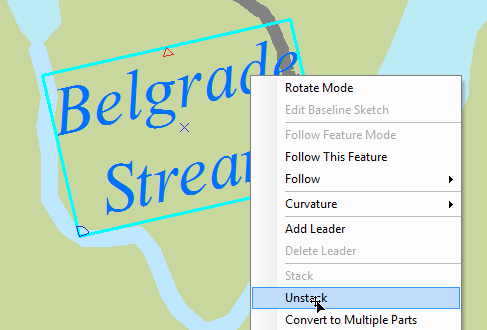 Belgrade
Stream
Rotate Mode
Edit Baseline Sketch
Follow Feature Mode
Follow This Feature
Follow
Curvature
Add Leader
Delete Leader
Stack
Unstack
Convert to Multiple Parts